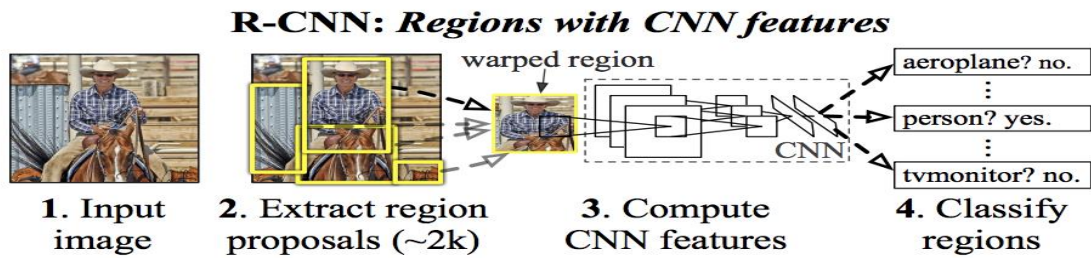 R-CNN: Regions with CNN features
warped region
aeroplane? no.
⋮
person? yes.
⋮
tvmonitor? no.
CNN
1. Input
image
2. Extract region
proposals (~2k)
3. Compute
CNN features
4. Classify
regions